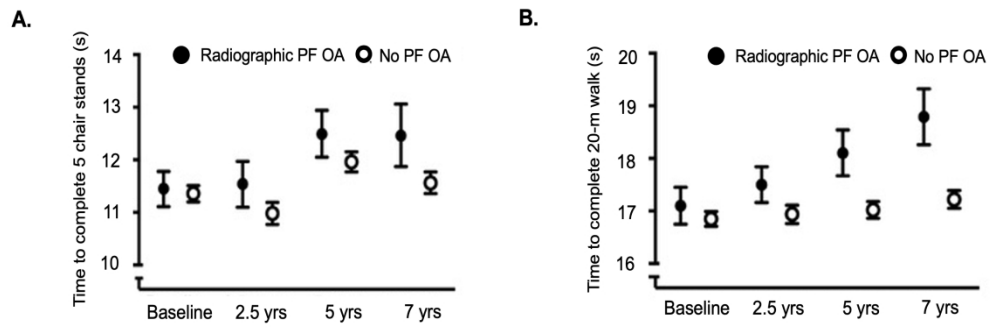 A.
Time to complete 5 chair stands (s)
14
13
12
11
10
Radiographic PF OA
No PF OA
Baseline
2.5 yrs
5 yrs
7 yrs
B.
Time to complete 20-m walk (s)
20
19
18
17
16
Radiographic PF OA
No PF OA
Baseline
2.5 yrs
5 yrs
7 yrs